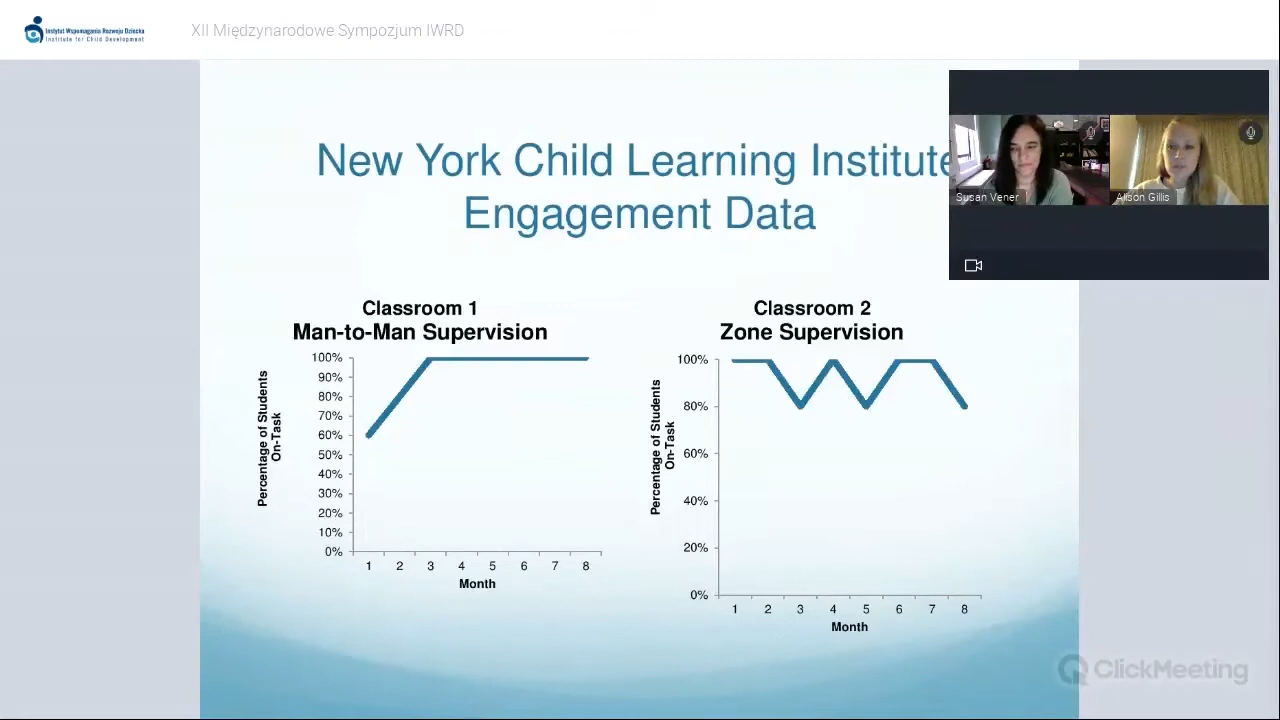 Instytut Wspomagania Rozwoju Dziecka
Institute for Child Development
XII Międzynarodowe Sympozjum IWRD
New York Child Learning Institute
Engagement Data
Susan Vener
Alison Gillis
Classroom 1
Man-to-Man Supervision
Percentage of Students
On-Task
100%
90%
80%
70%
60%
50%
40%
30%
20%
10%
0%
1 2 3 4 5 6 7 8
Month
Classroom 2
Zone Supervision
Percentage of Students
On-Task
100%
80%
60%
40%
20%
0%
1 2 3 4 5 6 7 8
Month
ClickMeeting